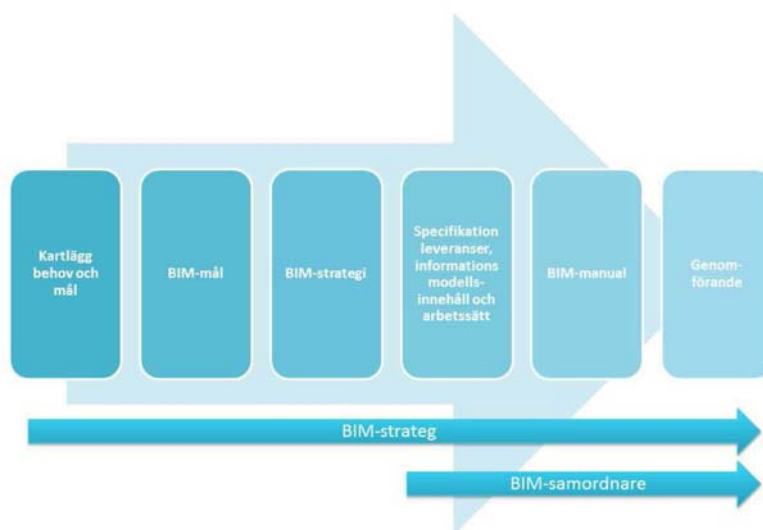 Kartlägg
behov och
mål
BIM-mål
BIM-strategi
Specifikation
leveranser,
informations
modells-
innehåll och
arbetssätt
BIM-manual
Genom-
förande
BIM-strateg
BIM-samordnare